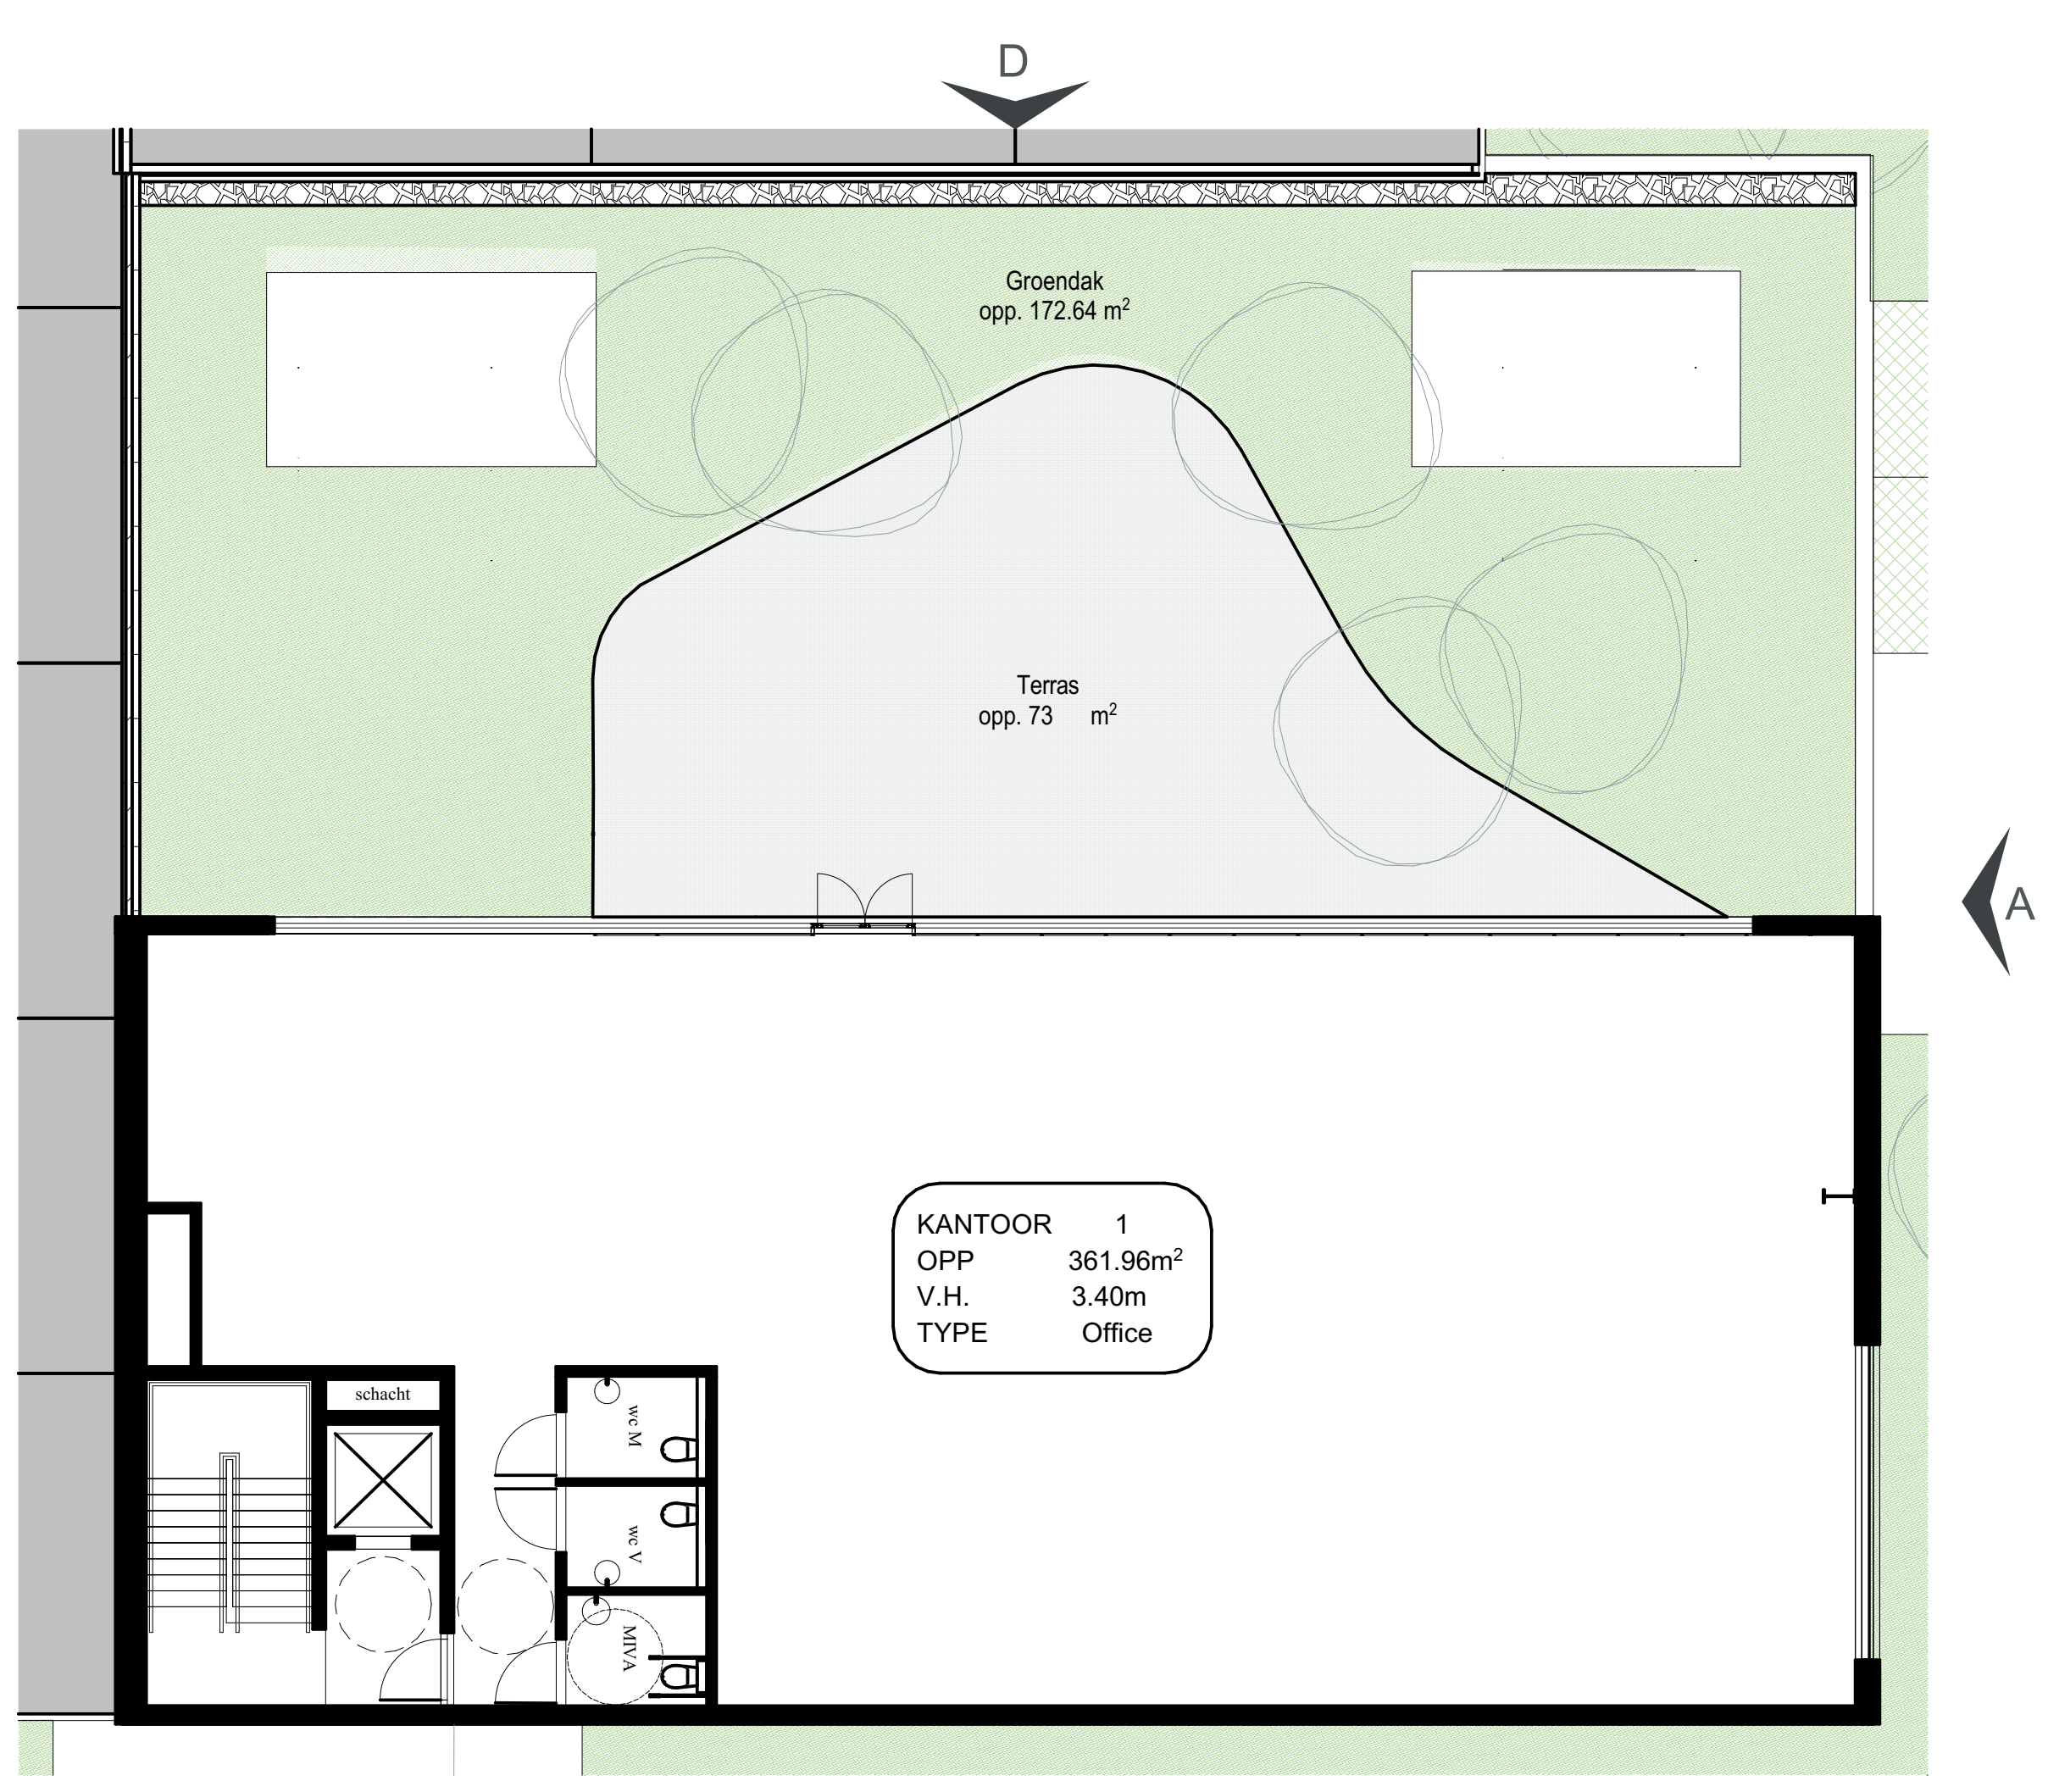 D
Groendak
opp. 172.64 m²
Terras
opp. 73 m²
A
KANTOOR 1
OPP 361.96m²
V.H. 3.40m
TYPE Office
schacht
wc M
wc V
MIVA